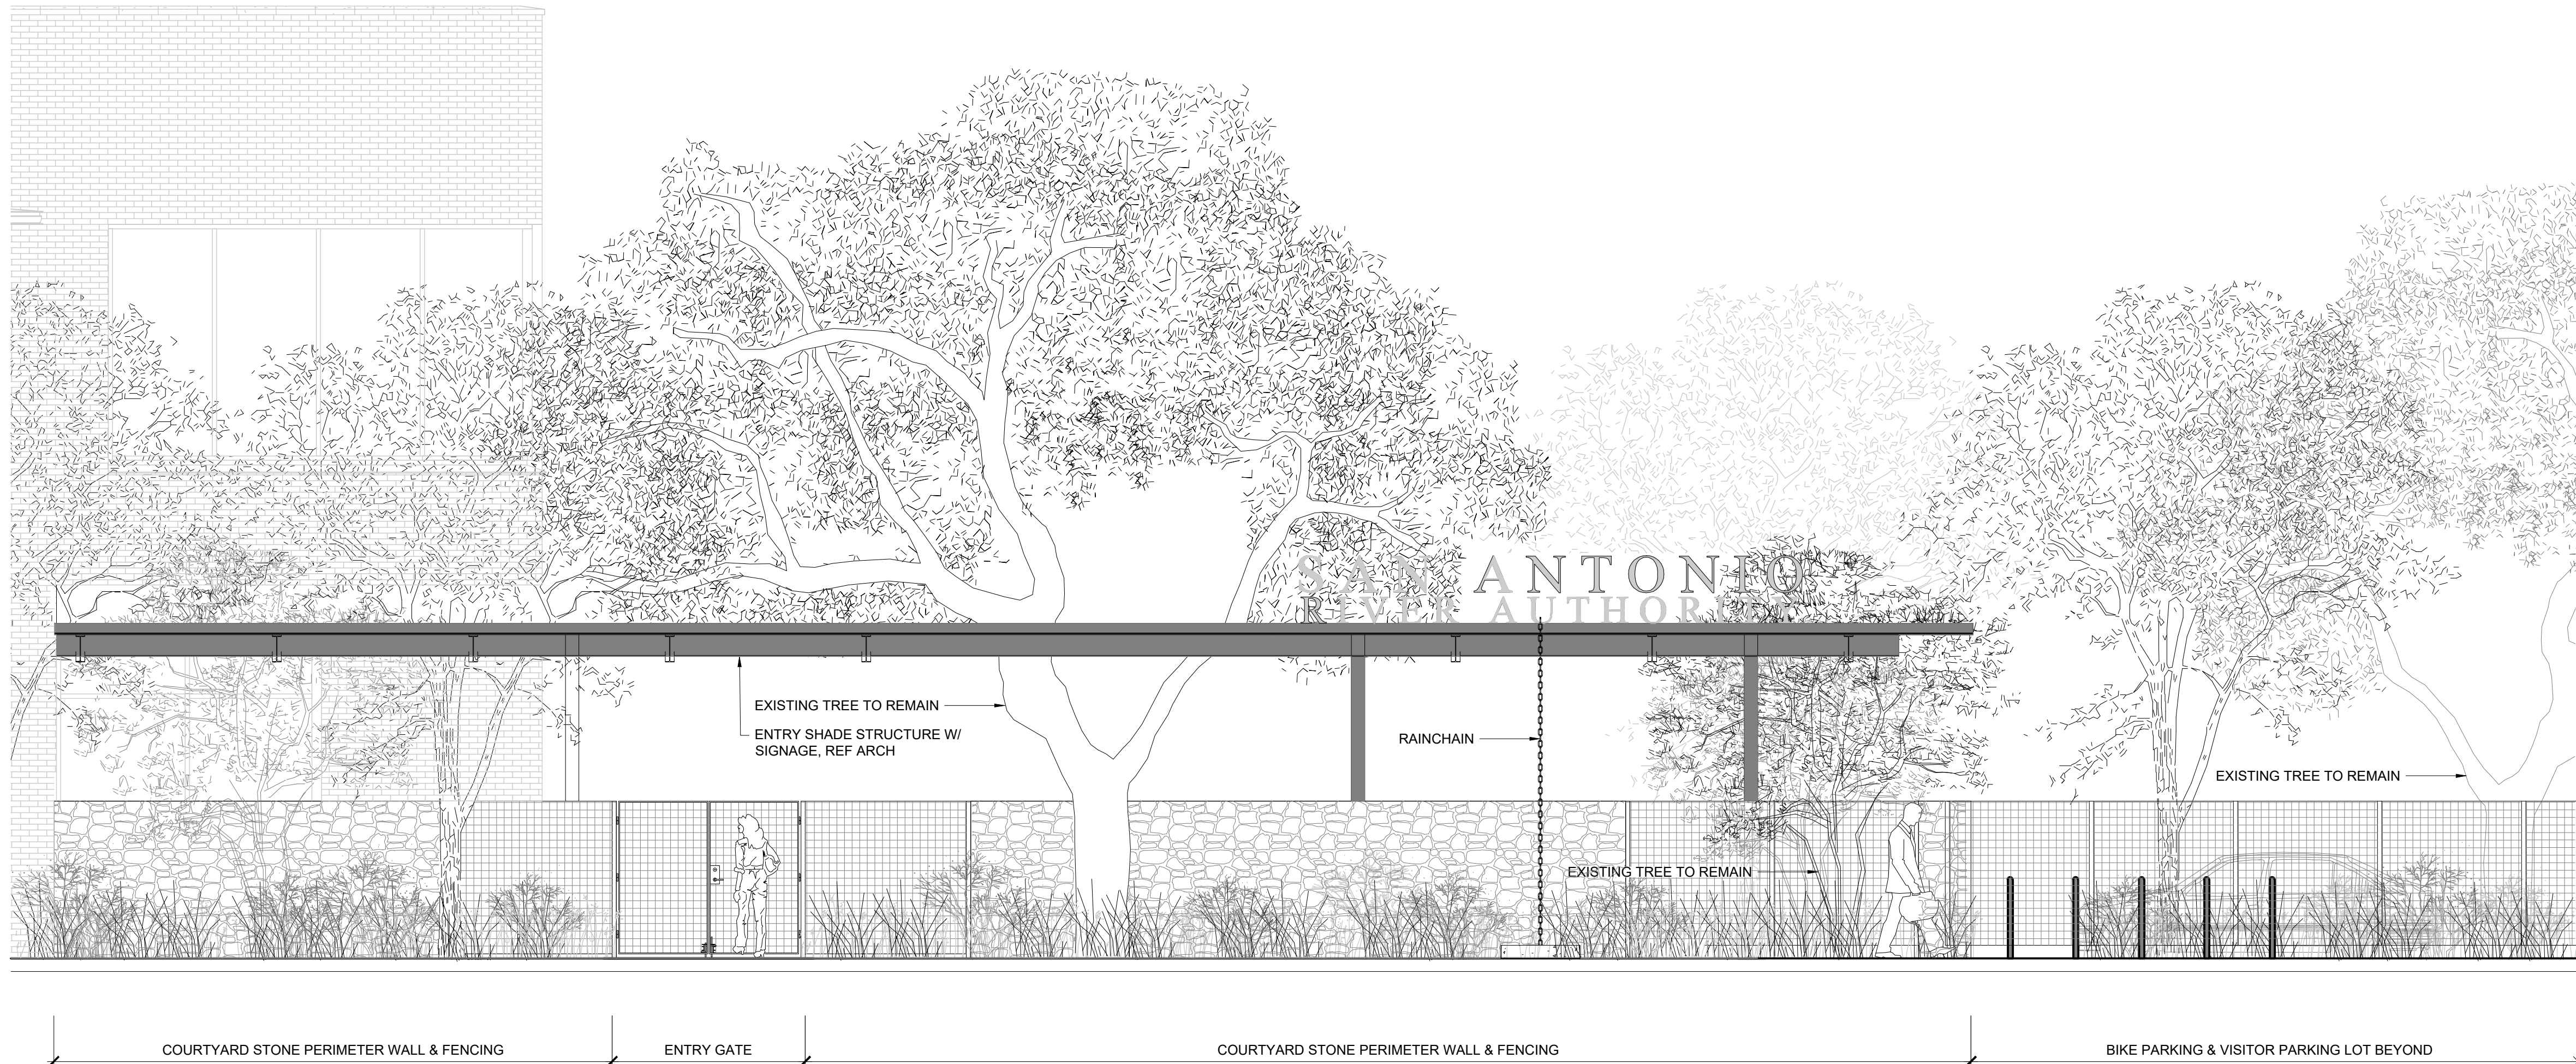 SAN ANTONIO
RIVER AUTHORITY
EXISTING TREE TO REMAIN
ENTRY SHADE STRUCTURE W/
SIGNAGE, REF ARCH
RAINCHAIN
EXISTING TREE TO REMAIN
EXISTING TREE TO REMAIN
COURTYARD STONE PERIMETER WALL & FENCING
ENTRY GATE
COURTYARD STONE PERIMETER WALL & FENCING
BIKE PARKING & VISITOR PARKING LOT BEYOND